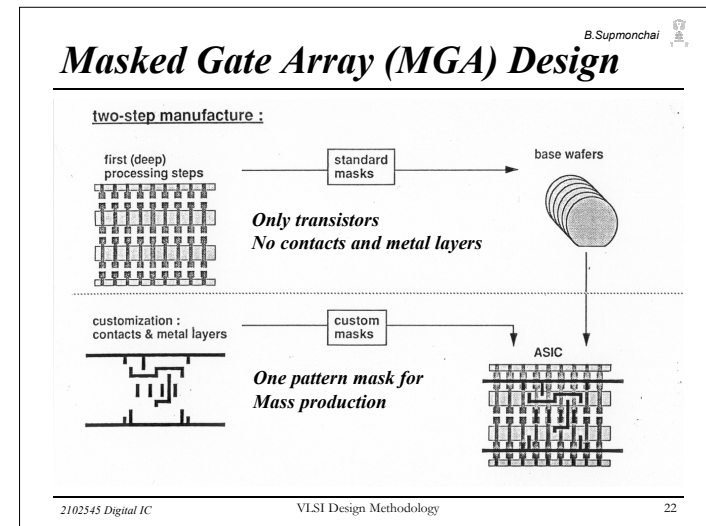 B.Supmonchai
Masked Gate Array (MGA) Design
two-step manufacture :
first (deep)
processing steps
standard
masks
base wafers
Only transistors
No contacts and metal layers
customization :
contacts & metal layers
custom
masks
ASIC
One pattern mask for
Mass production
2102545 Digital IC
VLSI Design Methodology
22